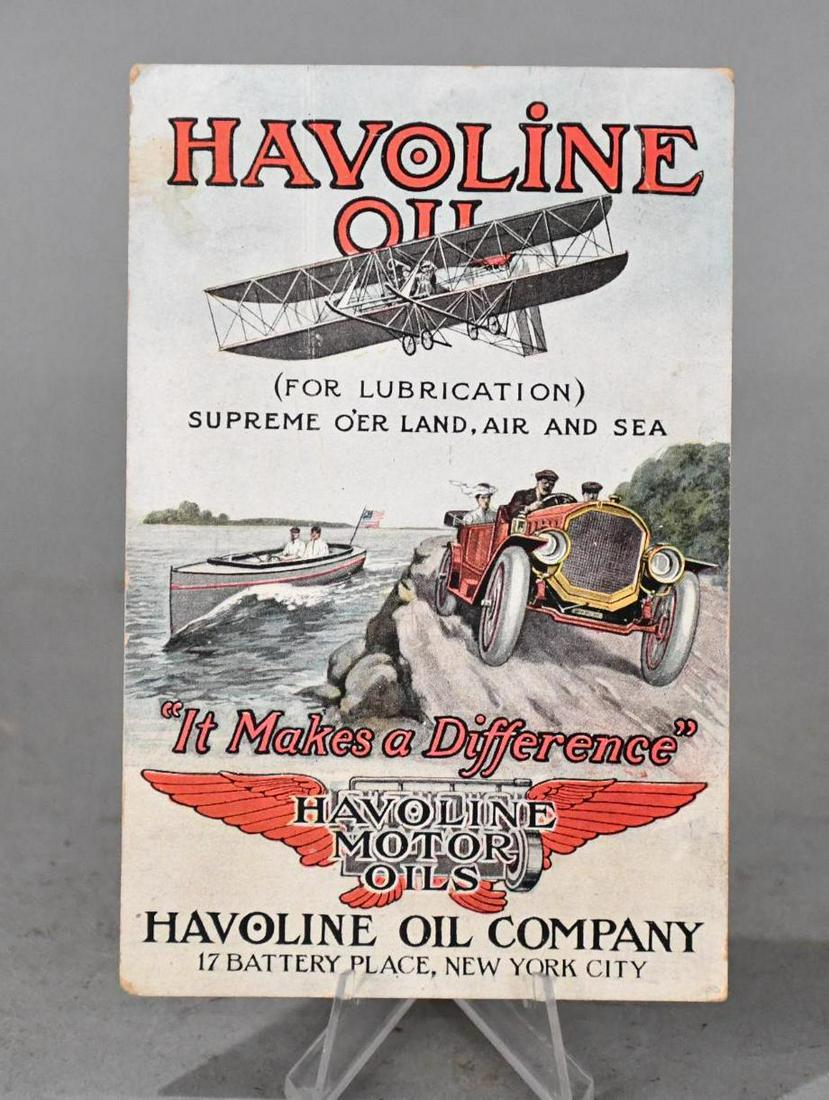 HAVOLINE
OIL
(FOR LUBRICATION)
SUPREME O'ER LAND, AIR AND SEA
"It Makes a Difference"
HAVOLINE
MOTOR
OILS
HAVOLINE OIL COMPANY
17 BATTERY PLACE, NEW YORK CITY